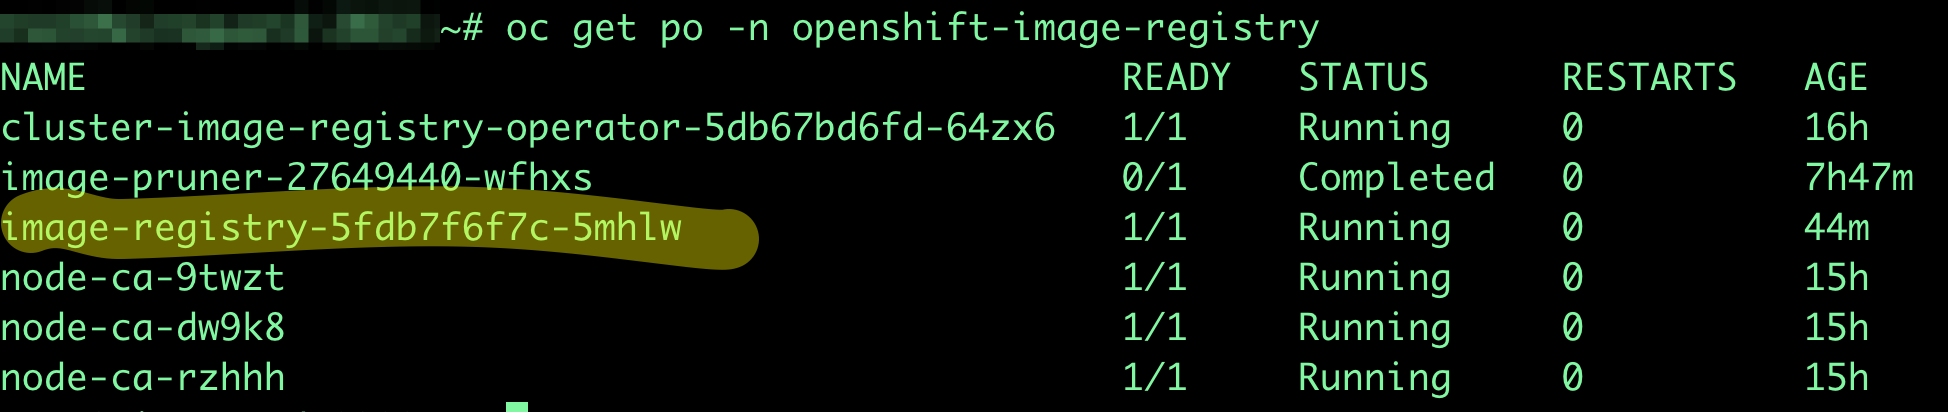 ~# oc get po -n openshift-image-registry
NAME READY STATUS RESTARTS AGE
cluster-image-registry-operator-5db67bd6fd-64zx6 1/1 Running 0 16h
image-pruner-27649440-wfhxs 0/1 Completed 0 7h47m
image-registry-5fdb7f6f7c-5mhlw 1/1 Running 0 44m
node-ca-9twzt 1/1 Running 0 15h
node-ca-dw9k8 1/1 Running 0 15h
node-ca-rzhhh 1/1 Running 0 15h